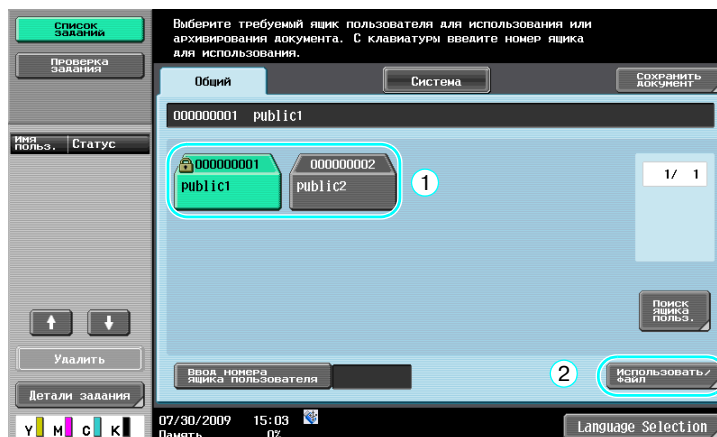 Список
заданий
Проверка
задания
Имя
польз.
Статус
Удалить
Детали задания
Y M C K
Выберите требуемый ящик пользователя для использования или
архивирования документа. С клавиатуры введите номер ящика
для использования.
Общий
Система
Сохранить
документ
000000001 public1
000000001
public1
000000002
public2
1
1/ 1
Поиск
ящика
польз.
Ввод номера
ящика пользователя
2
Использовать/
файл
07/30/2009 15:03
Память 0%
Language Selection